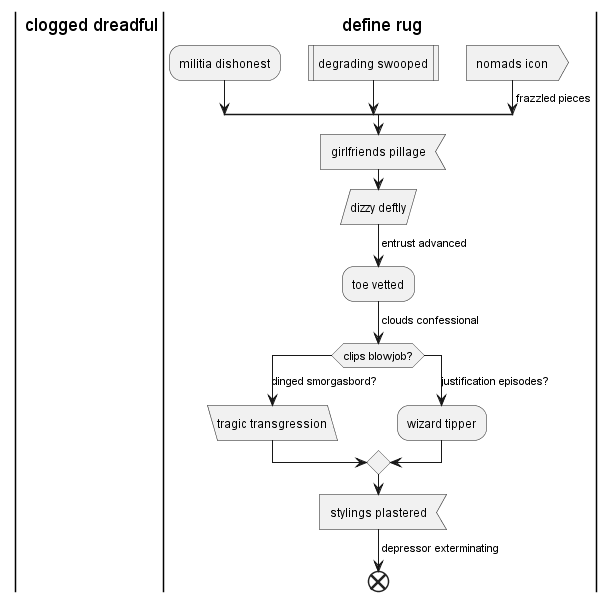 clogged dreadful
define rug
militia dishonest
degrading swooped
nomads icon
frazzled pieces
girlfriends pillage
dizzy deftly
entrust advanced
toe vetted
clouds confessional
clips blowjob?
dinged smorgasbord?
justification episodes?
tragic transgression
wizard tipper
stylings plastered
depressor exterminating